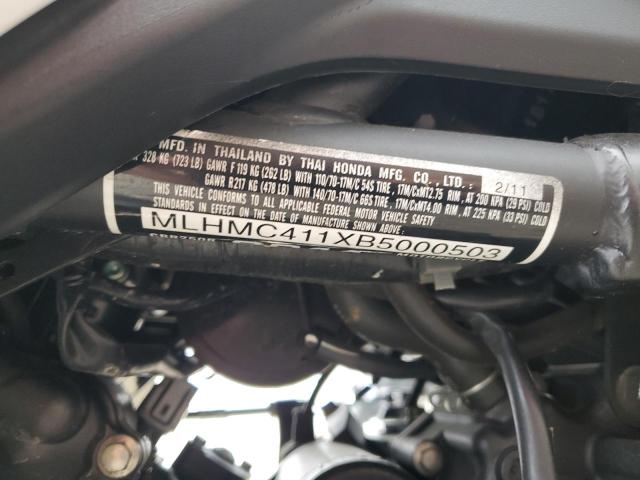 MFD. IN THAILAND BY THAI HONDA MFG. CO., LTD.: 2/11
328 KG (723 LB) GAWR F 119 KG (262 LB) WITH 110/70-17M/C 54S TIRE, 17M/CxMT2.75 RIM, AT 200 KPA (29 PSI) COLD
GAWR R 217 KG (478 LB) WITH 140/70-17M/C 66S TIRE, 17M/CxMT4.00 RIM, AT 225 KPA (33 PSI) COLD
THIS VEHICLE CONFORMS TO ALL APPLICABLE FEDERAL MOTOR VEHICLE SAFETY
STANDARDS IN EFFECT ON THE DATE OF MANUFACTURE SHOWN ABOVE:
MLHMC411XB5000503